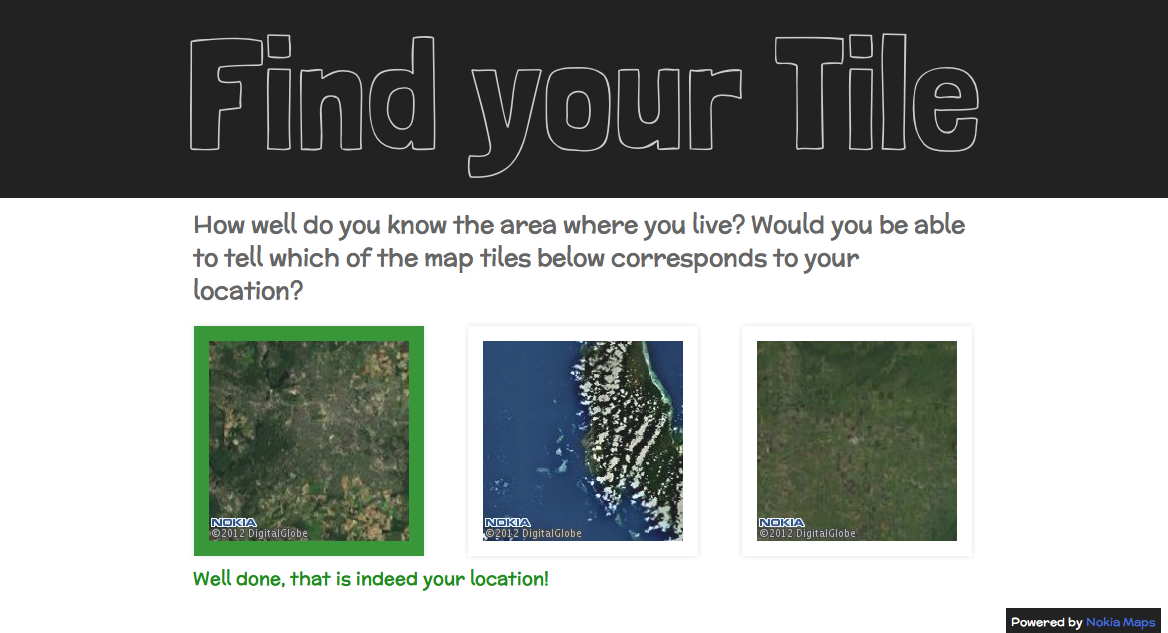 Find your Tile
How well do you know the area where you live? Would you be able
to tell which of the map tiles below corresponds to your
location?
NOKIA
©2012 DigitalGlobe
NOKIA
©2012 DigitalGlobe
NOKIA
©2012 DigitalGlobe
Well done, that is indeed your location!
Powered by Nokia Maps